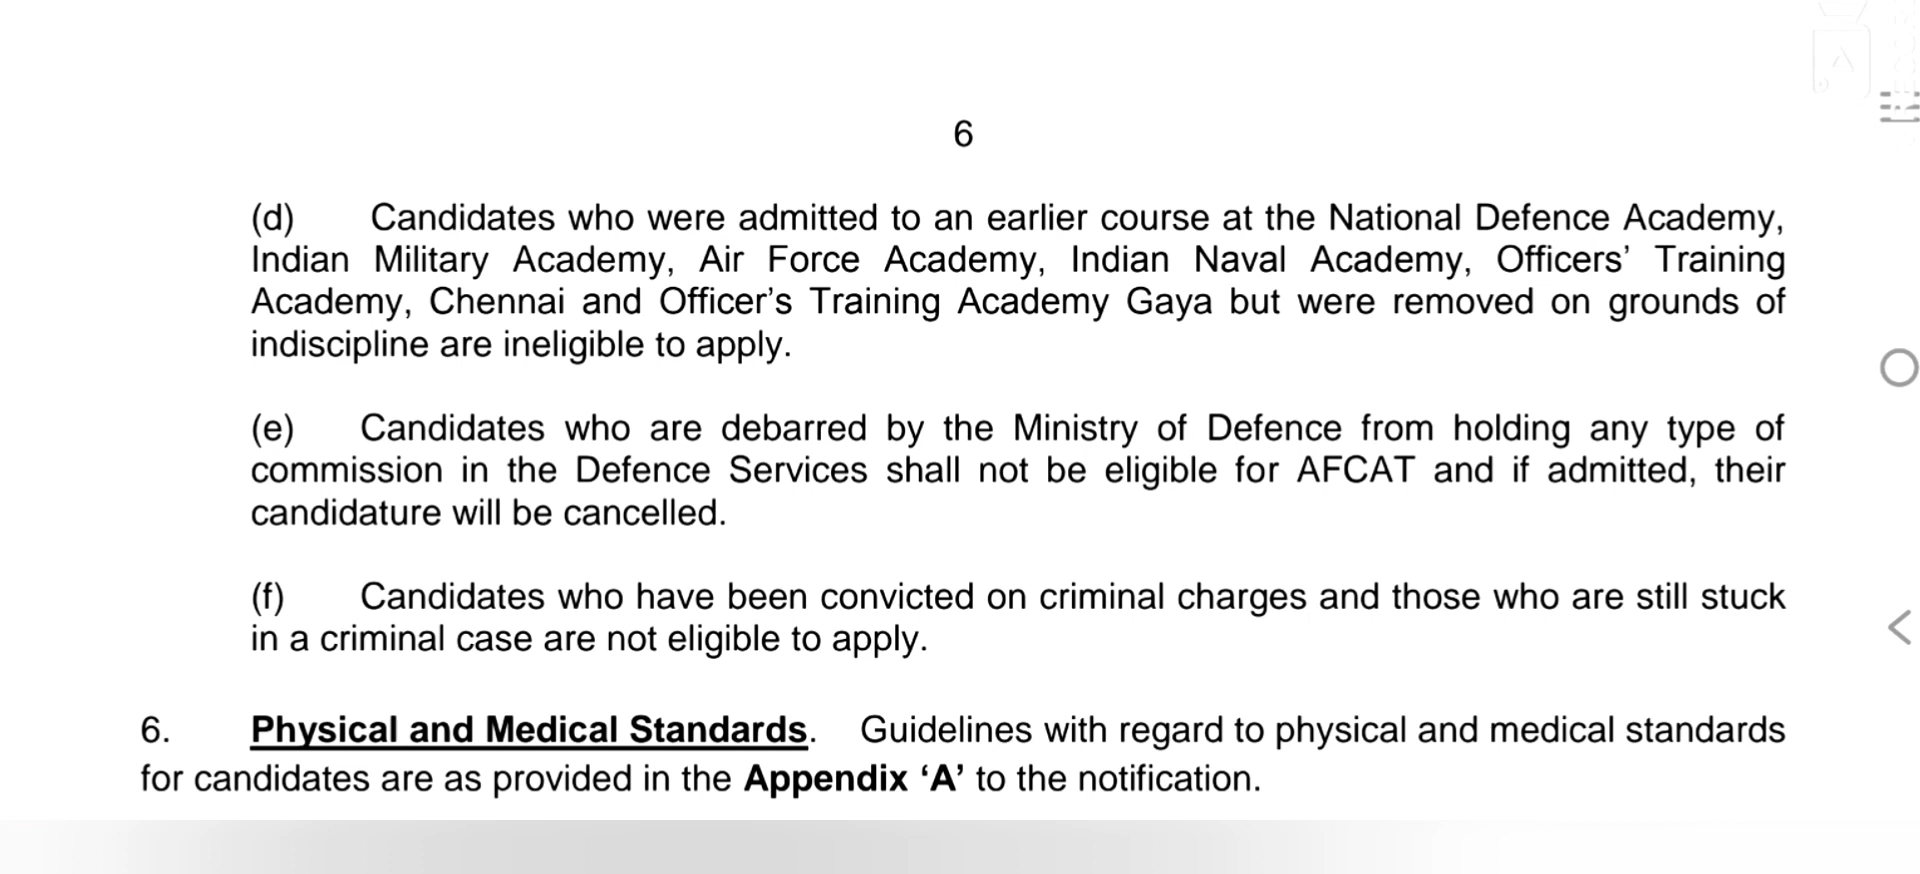 6
(d) Candidates who were admitted to an earlier course at the National Defence Academy,
Indian Military Academy, Air Force Academy, Indian Naval Academy, Officers’ Training
Academy, Chennai and Officer’s Training Academy Gaya but were removed on grounds of
indiscipline are ineligible to apply.
(e) Candidates who are debarred by the Ministry of Defence from holding any type of
commission in the Defence Services shall not be eligible for AFCAT and if admitted, their
candidature will be cancelled.
(f) Candidates who have been convicted on criminal charges and those who are still stuck
in a criminal case are not eligible to apply.
6. Physical and Medical Standards. Guidelines with regard to physical and medical standards
for candidates are as provided in the Appendix ‘A’ to the notification.